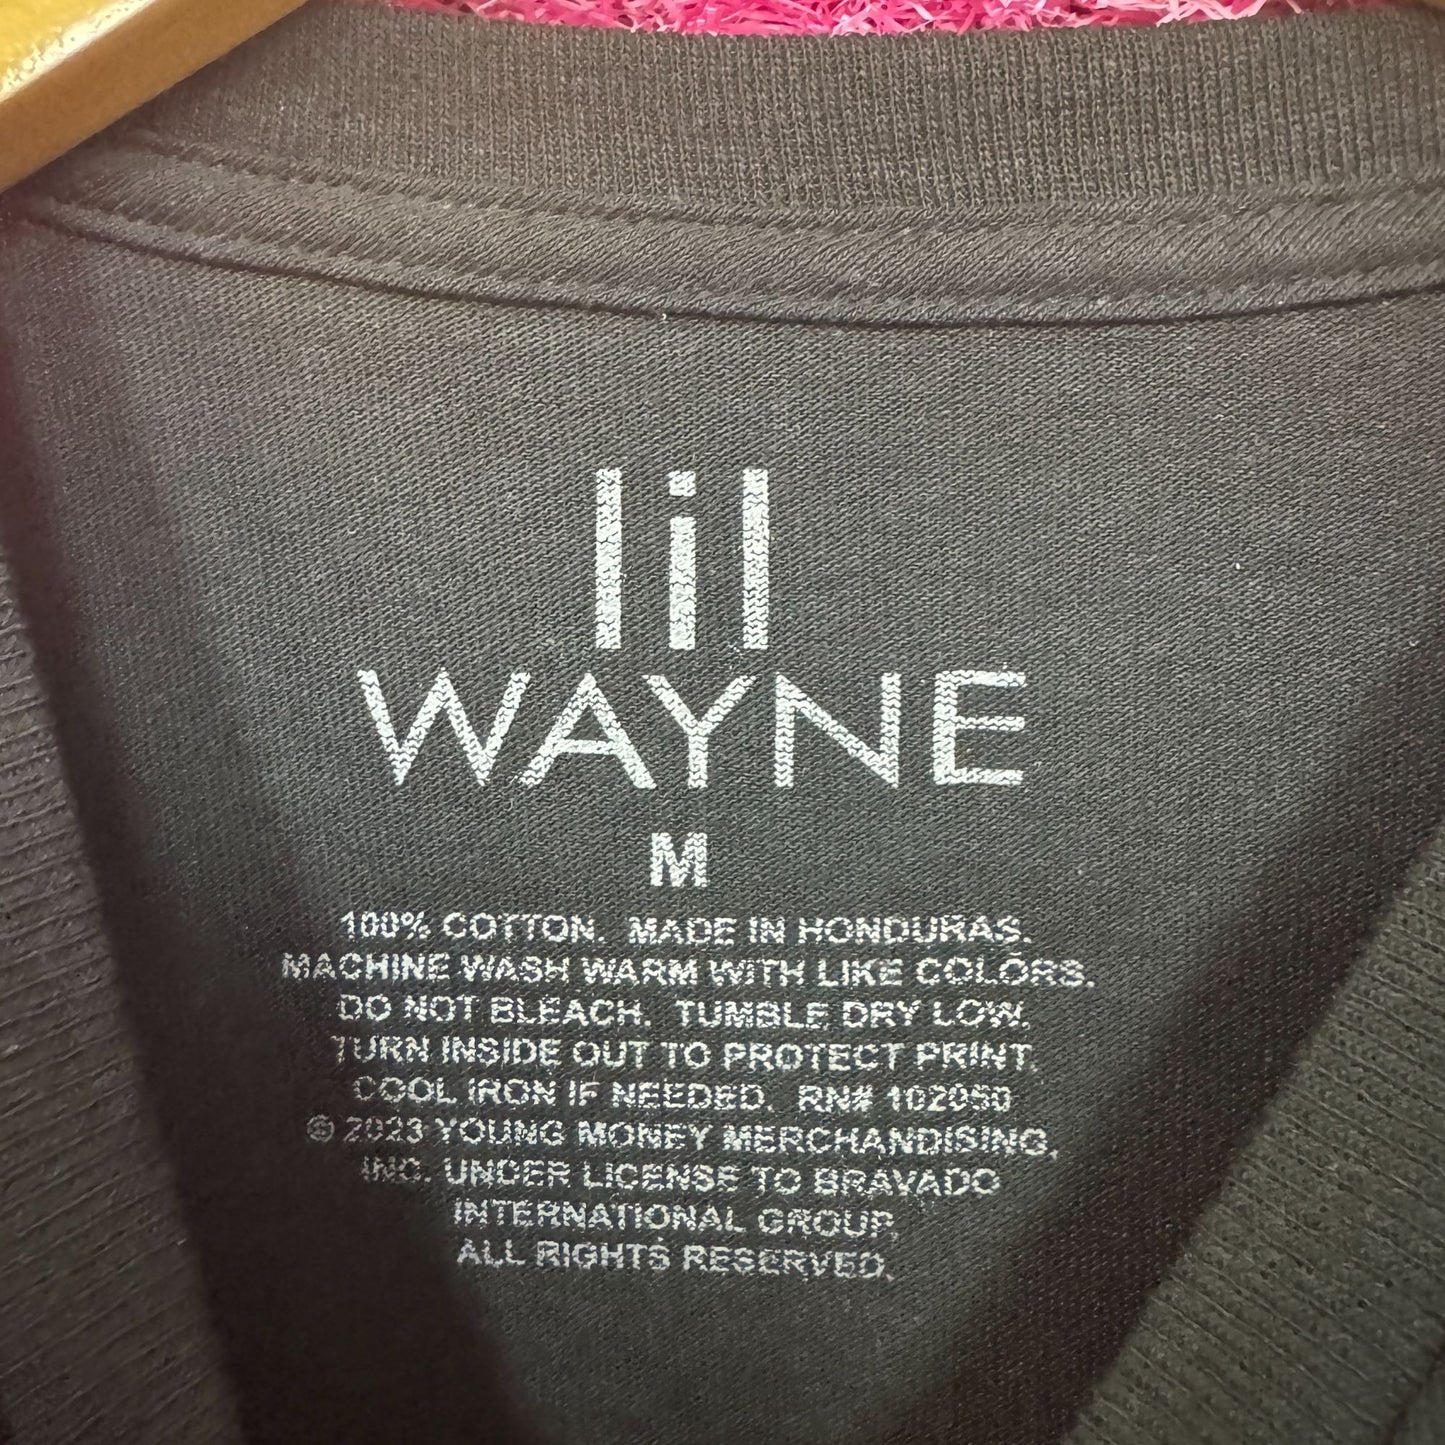 lil
WAYNE
M
100% COTTON. MADE IN HONDURAS.
MACHINE WASH WARM WITH LIKE COLORS.
DO NOT BLEACH. TUMBLE DRY LOW.
TURN INSIDE OUT TO PROTECT PRINT.
COOL IRON IF NEEDED. RN# 102050
© 2023 YOUNG MONEY MERCHANDISING,
INC. UNDER LICENSE TO BRAVADO
INTERNATIONAL GROUP,
ALL RIGHTS RESERVED.